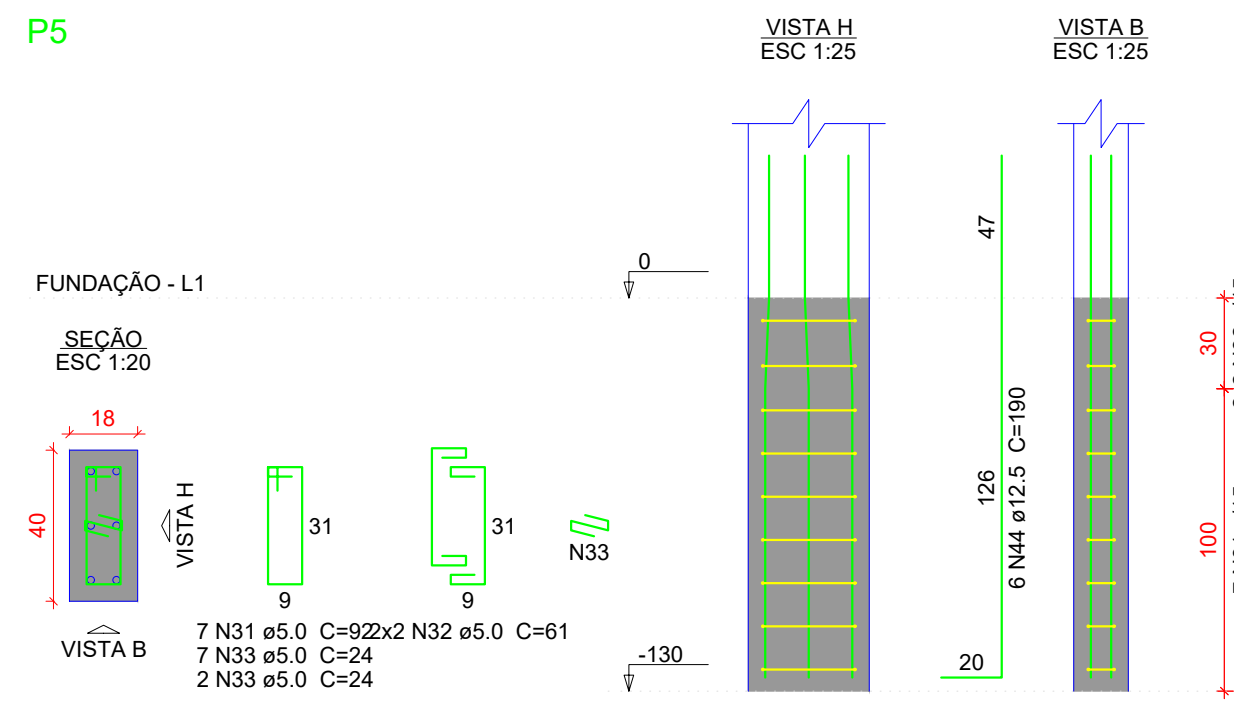 P5
VISTA H
ESC 1:25
VISTA B
ESC 1:25
FUNDAÇÃO - L1
0
47
SEÇÃO
ESC 1:20
18
40
VISTA H
VISTA B
31
9
31
9
N33
7 N31 ø5.0 C=92
2x2 N32 ø5.0 C=61
7 N33 ø5.0 C=24
2 N33 ø5.0 C=24
-130
126
6 N44 ø12.5 C=190
20
30
100